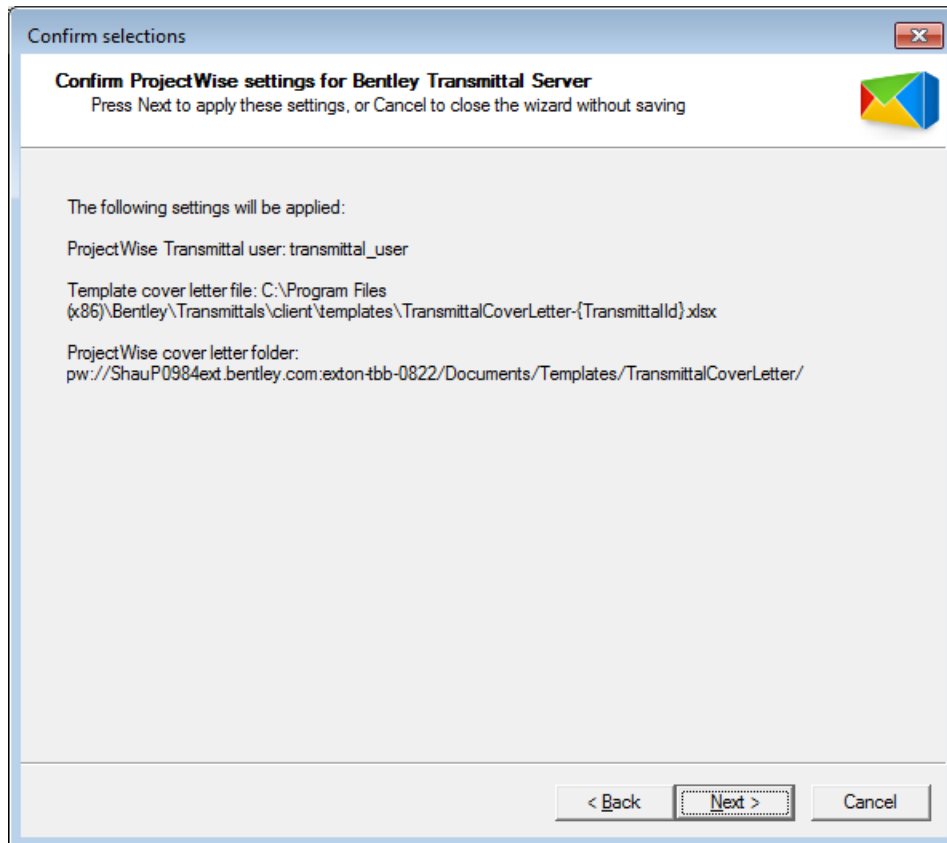 Confirm selections
Confirm ProjectWise settings for Bentley Transmittal Server
Press Next to apply these settings, or Cancel to close the wizard without saving
The following settings will be applied:
ProjectWise Transmittal user: transmittal_user
Template cover letter file: C:\Program Files
(x86)\Bentley\Transmittals\client\templates\TransmittalCoverLetter-{TransmittalId}.xlsx
ProjectWise cover letter folder:
pw://ShauP0984ext.bentley.com:exton-tbb-0822/Documents/Templates/TransmittalCoverLetter/
< Back Next > Cancel